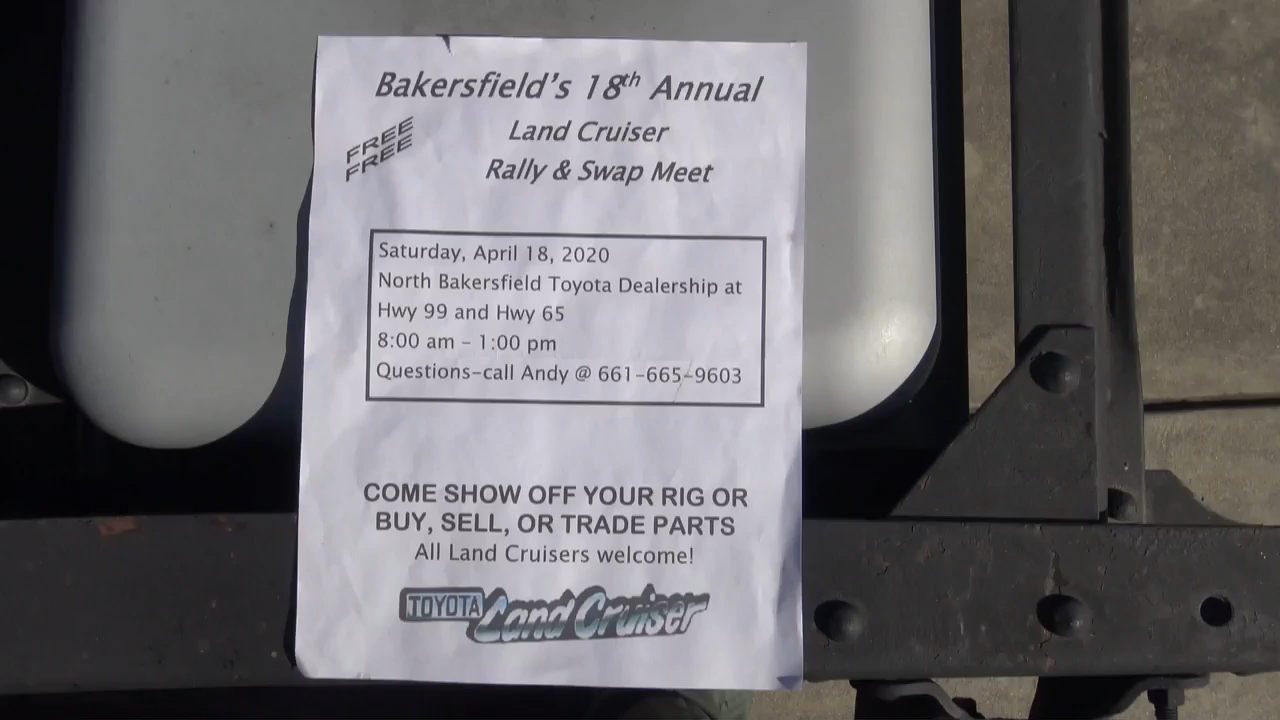 Bakersfield's 18th Annual
FREE
FREE
Land Cruiser
Rally & Swap Meet
Saturday, April 18, 2020
North Bakersfield Toyota Dealership at
Hwy 99 and Hwy 65
8:00 am – 1:00 pm
Questions-call Andy @ 661-665-9603
COME SHOW OFF YOUR RIG OR
BUY, SELL, OR TRADE PARTS
All Land Cruisers welcome!
TOYOTA Land Cruiser